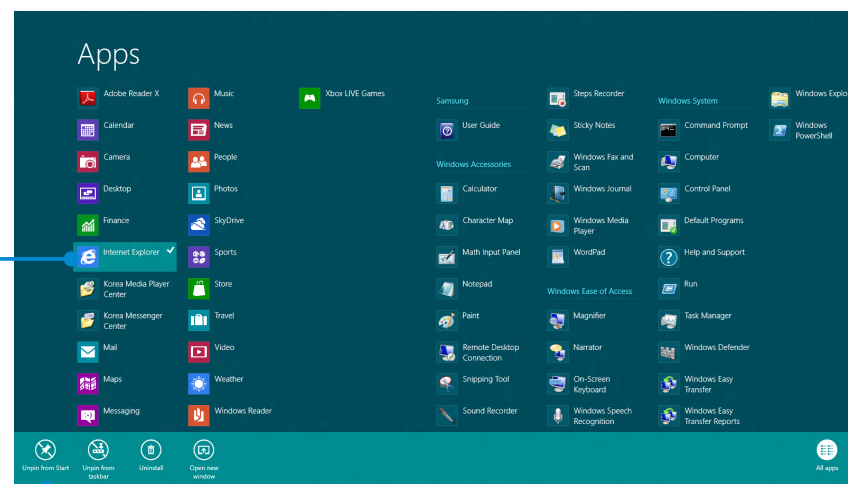 Apps
Adobe Reader X
Calendar
Camera
Desktop
Finance
Internet Explorer
Korea Media Player
Center
Korea Messenger
Center
Mail
Maps
Messaging
Music
News
People
Photos
SkyDrive
Sports
Store
Travel
Video
Weather
Windows Reader
Xbox LIVE Games
Samsung
User Guide
Windows Accessories
Calculator
Character Map
Math Input Panel
Notepad
Paint
Remote Desktop
Connection
Snipping Tool
Sound Recorder
Steps Recorder
Sticky Notes
Windows Fax and
Scan
Windows Journal
Windows Media
Player
WordPad
Windows Ease of Access
Magnifier
Narrator
On-Screen
Keyboard
Windows Speech
Recognition
Windows System
Command Prompt
Computer
Control Panel
Default Programs
Help and Support
Run
Task Manager
Windows Defender
Windows Easy
Transfer
Windows Easy
Transfer Reports
Windows Explo
Windows
PowerShell
Unpin from Start
Unpin from
taskbar
Uninstall
Open new
window
All apps